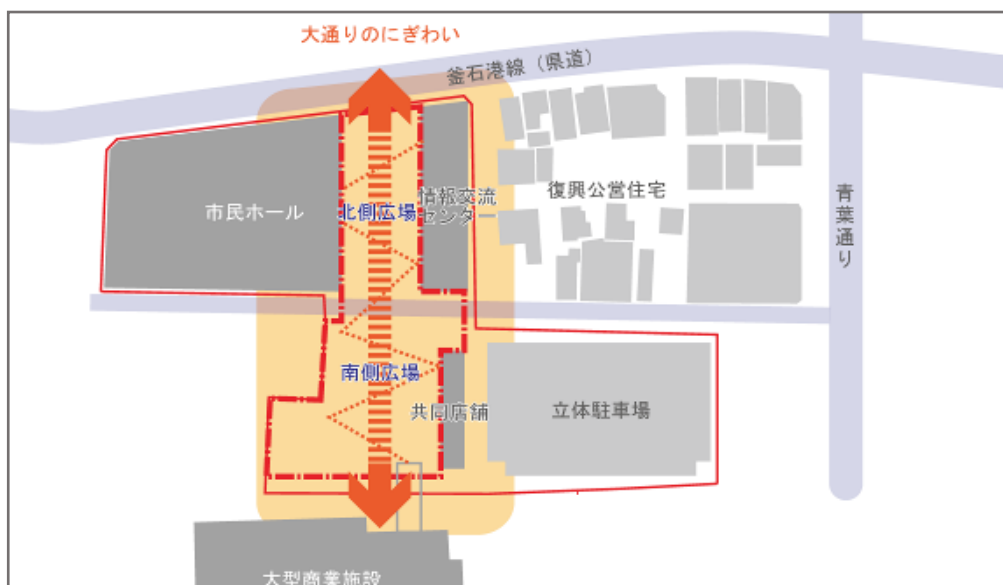 大通りのにぎわい
釜石港線（県道）
市民ホール
北側広場
情報交流
センター
復興公営住宅
青葉通り
南側広場
共同店舗
立体駐車場
大型商業施設